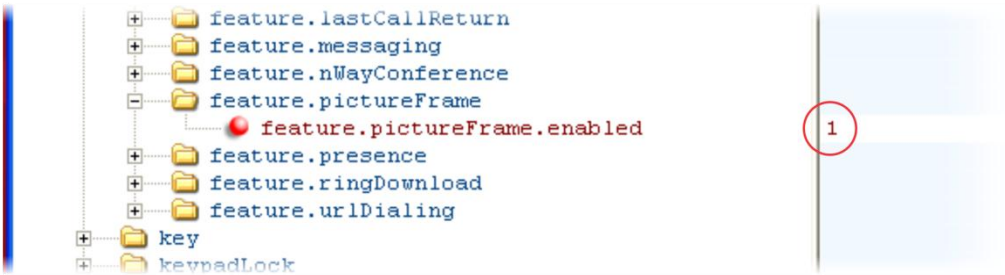 feature.lastCallReturn
feature.messaging
feature.nWayConference
feature.pictureFrame
feature.pictureFrame.enabled 1
feature.presence
feature.ringDownload
feature.urlDialing
key
keypadLock